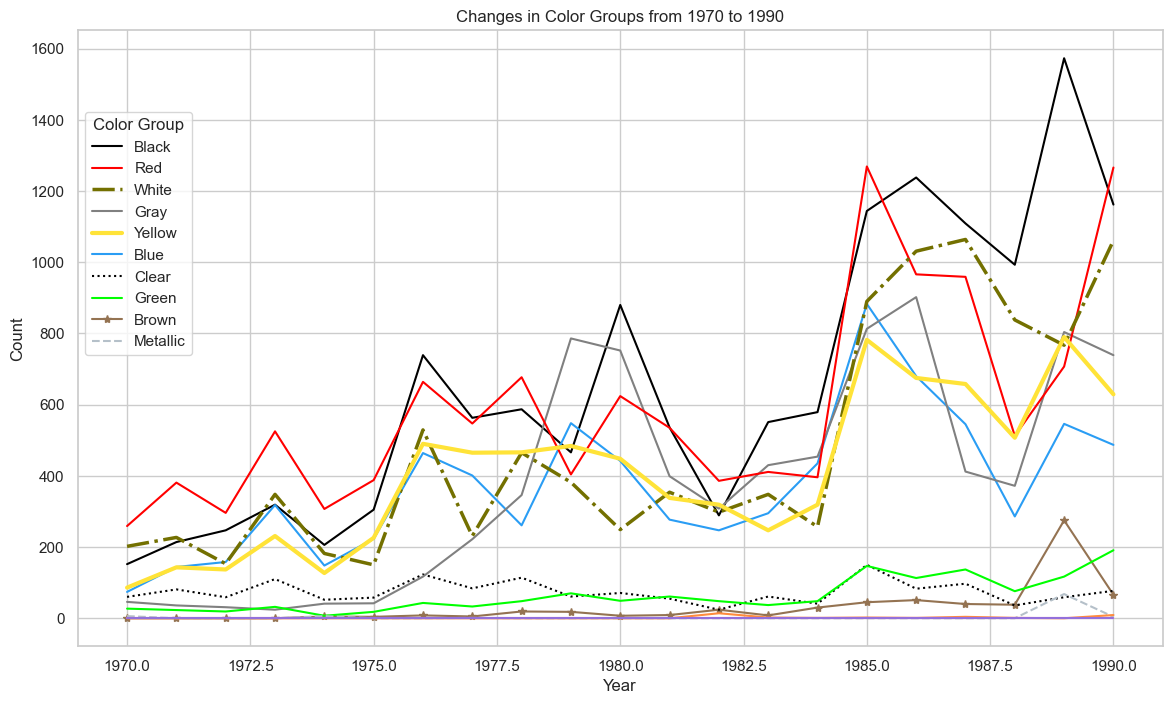 Changes in Color Groups from 1970 to 1990
1600
1400
1200
1000
800
600
400
200
0
Count
Color Group
Black
Red
White
Gray
Yellow
Blue
Clear
Green
Brown
Metallic
1970.0 1972.5 1975.0 1977.5 1980.0 1982.5 1985.0 1987.5 1990.0
Year